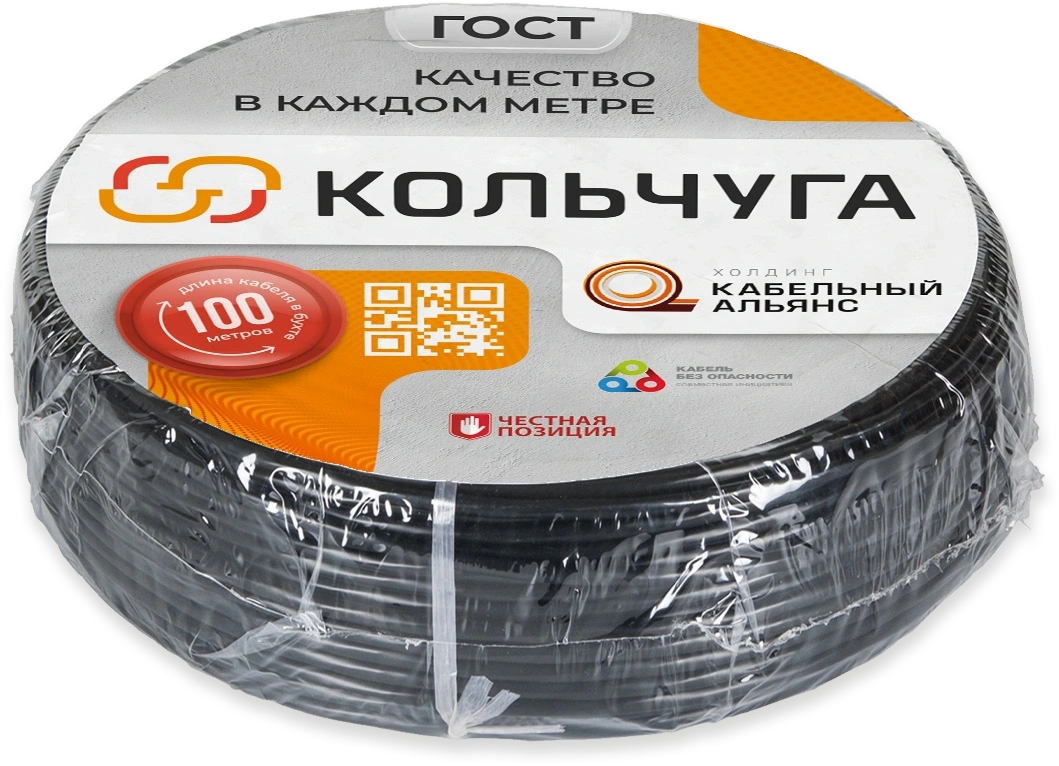 ГОСТ
КАЧЕСТВО
В КАЖДОМ МЕТРЕ
КОЛЬЧУГА
длина кабеля в бухте
100
метров
ХОЛДИНГ
КАБЕЛЬНЫЙ
АЛЬЯНС
КАБЕЛЬ
БЕЗ ОПАСНОСТИ
СОВМЕСТНАЯ ИНИЦИАТИВА
ЧЕСТНАЯ
ПОЗИЦИЯ